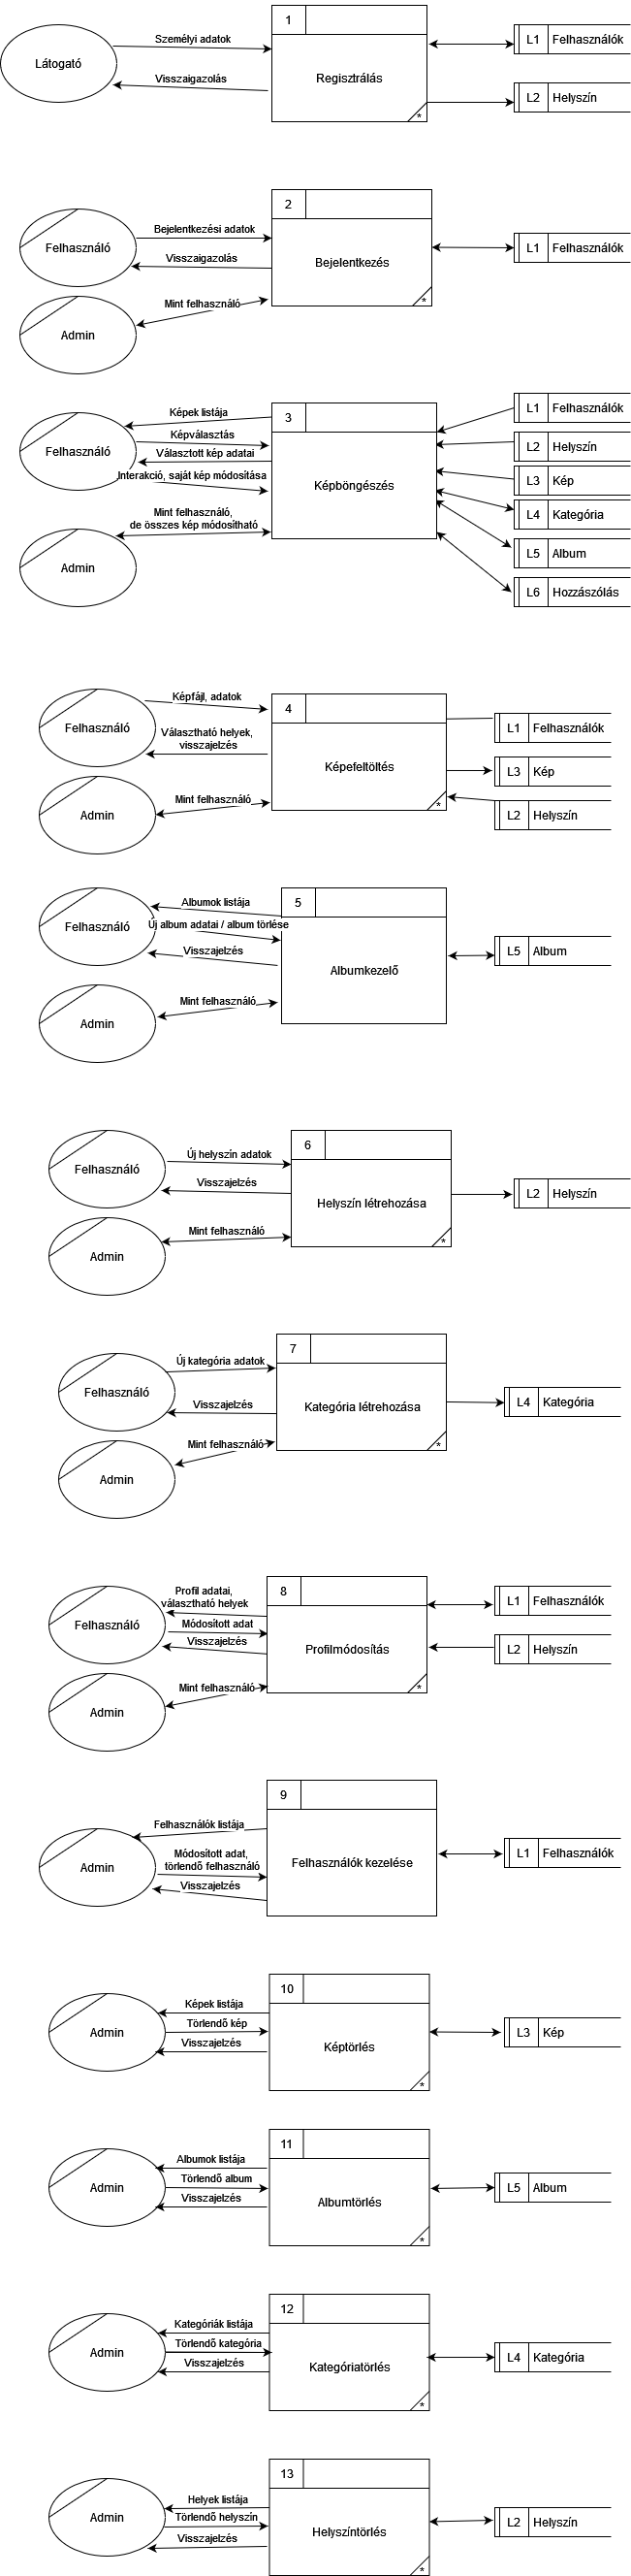 1
Személyi adatok
L1 Felhasználók
Látogató
Visszaigazolás
Regisztrálás
L2 Helyszín
*
2
Bejelentkezési adatok
Felhasználó
L1 Felhasználók
Visszaigazolás
Bejelentkezés
Mint felhasználó
*
Admin
Képek listája
3
L1 Felhasználók
Képválasztás
Felhasználó
L2 Helyszín
Választott kép adatai
Interakció, saját kép módosítása
Képböngészés
L3 Kép
Mint felhasználó,
de összes kép módosítható
L4 Kategória
L5 Album
Admin
L6 Hozzászólás
Képfájl, adatok
4
Felhasználó
L1 Felhasználók
Választható helyek,
visszajelzés
Képefeltöltés
L3 Kép
Mint felhasználó
*
Admin
L2 Helyszín
Albumok listája
5
Felhasználó
Új album adatai / album törlése
Visszajelzés
L5 Album
Albumkezelő
Mint felhasználó
Admin
6
Új helyszín adatok
Felhasználó
Visszajelzés
L2 Helyszín
Helyszín létrehozása
Mint felhasználó
*
Admin
7
Új kategória adatok
Felhasználó
Visszajelzés
L4 Kategória
Kategória létrehozása
Mint felhasználó
*
Admin
Profil adatai,
választható helyek
8
L1 Felhasználók
Felhasználó
Módosított adat
Visszajelzés
Profilmódosítás
L2 Helyszín
Mint felhasználó
*
Admin
9
Felhasználók listája
Módosított adat,
törlendő felhasználó
L1 Felhasználók
Admin
Felhasználók kezelése
Visszajelzés
10
Képek listája
Törlendő kép
Admin
L3 Kép
Visszajelzés
Képtörlés
*
11
Albumok listája
Törlendő album
Admin
L5 Album
Visszajelzés
Albumtörlés
*
12
Kategóriák listája
Törlendő kategória
Admin
L4 Kategória
Visszajelzés
Kategóriatörlés
*
13
Helyek listája
Törlendő helyszín
Admin
L2 Helyszín
Visszajelzés
Helyszíntörlés
*